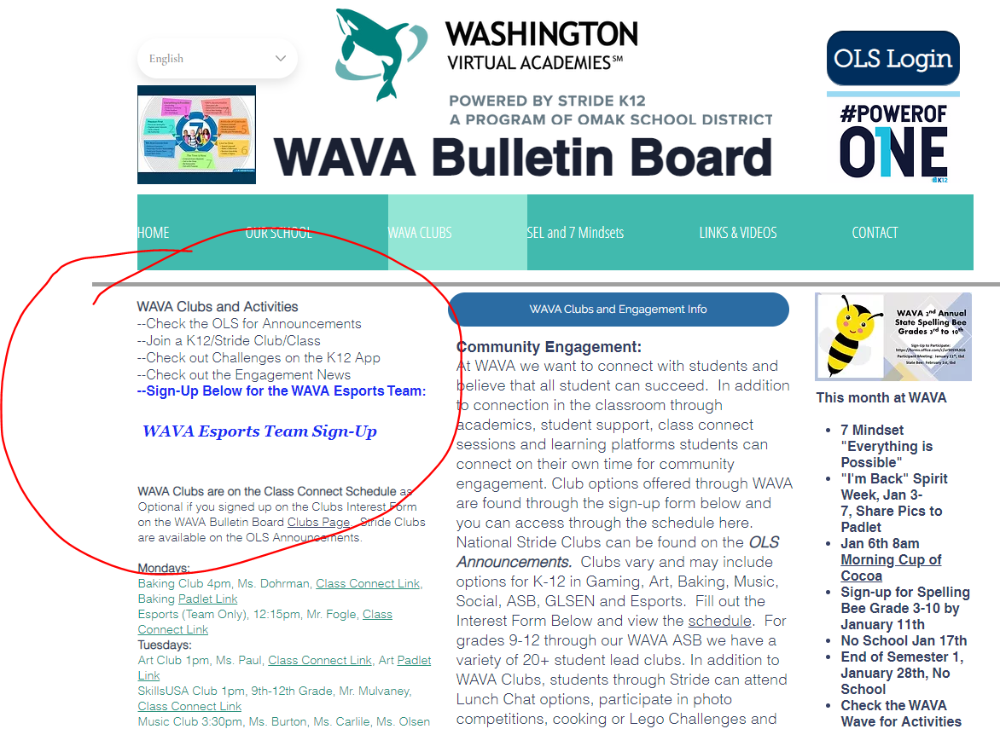 English
WASHINGTON
VIRTUAL ACADEMIES℠
POWERED BY STRIDE K12
A PROGRAM OF OMAK SCHOOL DISTRICT
WAVA Bulletin Board
OLS Login
#POWEROF
ONE
K12
HOME
OUR SCHOOL
WAVA CLUBS
SEL and 7 Mindsets
LINKS & VIDEOS
CONTACT
WAVA Clubs and Activities
--Check the OLS for Announcements
--Join a K12/Stride Club/Class
--Check out Challenges on the K12 App
--Check out the Engagement News
--Sign-Up Below for the WAVA Esports Team:
WAVA Esports Team Sign-Up
WAVA Clubs are on the Class Connect Schedule as
Optional if you signed up on the Clubs Interest Form
on the WAVA Bulletin Board Clubs Page. Stride Clubs
are available on the OLS Announcements.
Mondays:
Baking Club 4pm, Ms. Dohrman, Class Connect Link,
Baking Padlet Link
Esports (Team Only), 12:15pm, Mr. Fogle, Class
Connect Link
Tuesdays:
Art Club 1pm, Ms. Paul, Class Connect Link, Art Padlet
Link
SkillsUSA Club 1pm, 9th-12th Grade, Mr. Mulvaney,
Class Connect Link
Music Club 3:30pm, Ms. Burton, Ms. Carlile, Ms. Olsen
WAVA Clubs and Engagement Info
Community Engagement:
At WAVA we want to connect with students and
believe that all student can succeed. In addition
to connection in the classroom through
academics, student support, class connect
sessions and learning platforms students can
connect on their own time for community
engagement. Club options offered through WAVA
are found through the sign-up form below and
you can access through the schedule here.
National Stride Clubs can be found on the OLS
Announcements. Clubs vary and may include
options for K-12 in Gaming, Art, Baking, Music,
Social, ASB, GLSEN and Esports. Fill out the
Interest Form Below and view the schedule. For
grades 9-12 through our WAVA ASB we have a
variety of 20+ student lead clubs. In addition to
WAVA Clubs, students through Stride can attend
Lunch Chat options, participate in photo
competitions, cooking or Lego Challenges and
WAVA 2nd Annual
State Spelling Bee
Grades 3rd to 10th
Sign-Up to Participate:
Participant Meeting: January 11th, tbd
State Bee: February 1st, tbd
This month at WAVA
• 7 Mindset
"Everything is
Possible"
• "I'm Back" Spirit
Week, Jan 3-
7, Share Pics to
Padlet
• Jan 6th 8am
Morning Cup of
Cocoa
• Sign-up for Spelling
Bee Grade 3-10 by
January 11th
• No School Jan 17th
• End of Semester 1,
January 28th, No
School
• Check the WAVA
Wave for Activities